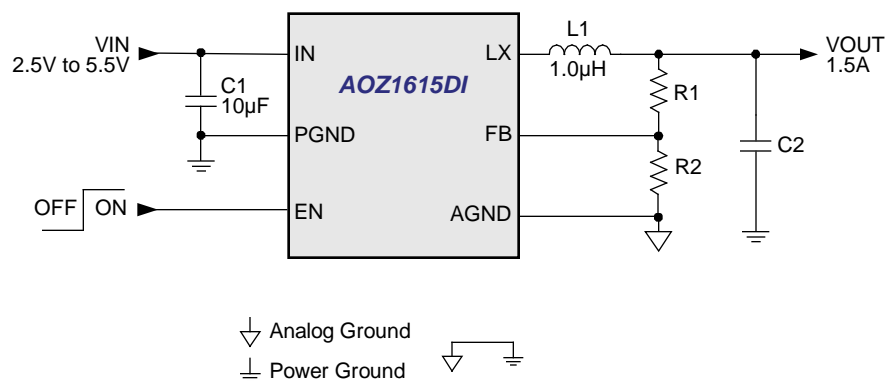 VIN
2.5V to 5.5V
C1
10µF
OFF ON
IN
PGND
EN
AOZ1615DI
LX
FB
AGND
L1
1.0µH
R1
R2
C2
VOUT
1.5A
Analog Ground
Power Ground